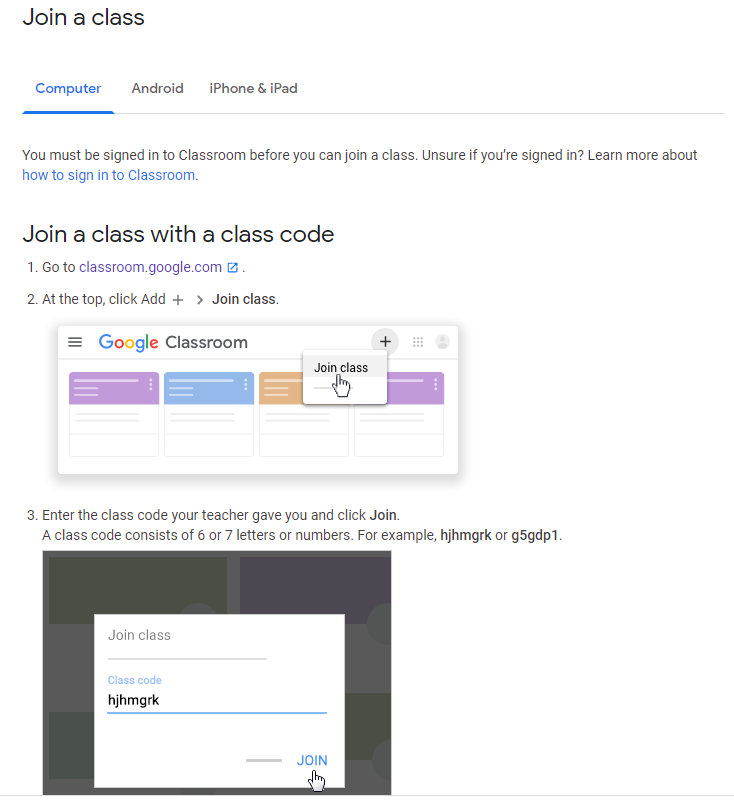 Join a class
Computer Android iPhone & iPad
You must be signed in to Classroom before you can join a class. Unsure if you're signed in? Learn more about
how to sign in to Classroom.
Join a class with a class code
1. Go to classroom.google.com .
2. At the top, click Add + > Join class.
Google Classroom +
Join class
3. Enter the class code your teacher gave you and click Join.
A class code consists of 6 or 7 letters or numbers. For example, hjhmgrk or g5gdp1.
Join class
Class code
hjhmgrk
JOIN